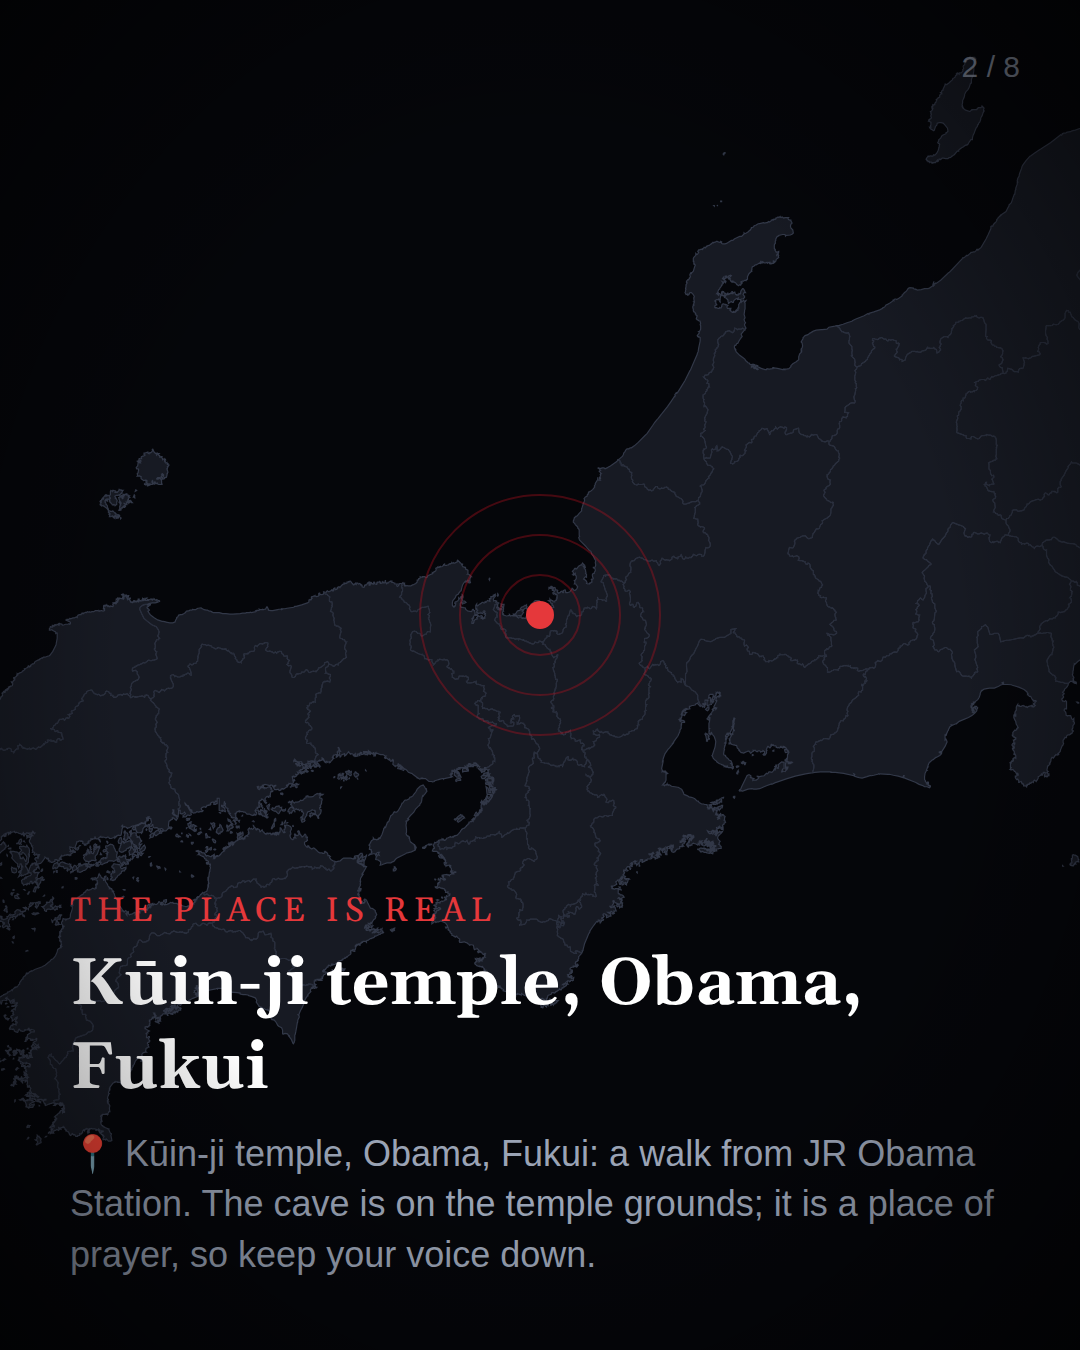 2 / 8
THE PLACE IS REAL
Kūin-ji temple, Obama,
Fukui
📍 Kūin-ji temple, Obama, Fukui: a walk from JR Obama
Station. The cave is on the temple grounds; it is a place of
prayer, so keep your voice down.